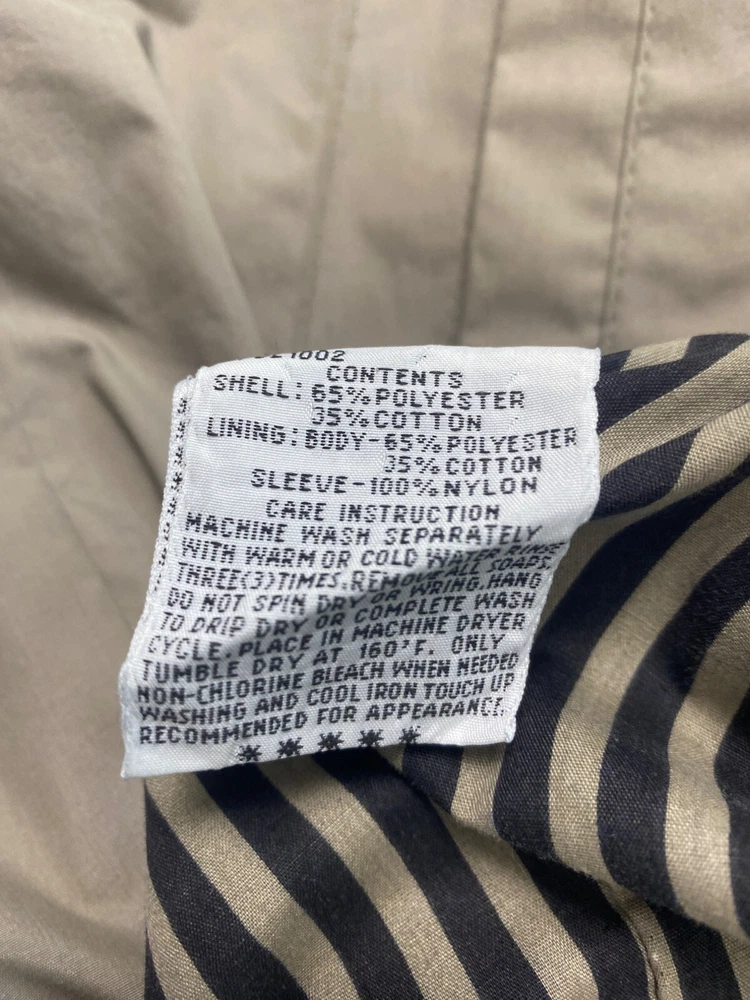 1002
CONTENTS
SHELL: 65% POLYESTER
35% COTTON
LINING: BODY-65% POLYESTER
35% COTTON
SLEEVE-100% NYLON
CARE INSTRUCTION
MACHINE WASH SEPARATELY
WITH WARM OR COLD WATER RINSE
THREE(3)TIMES. REMOVE ALL SOAPS.
DO NOT SPIN DRY OR WRING, HANG
TO DRIP DRY OR COMPLETE WASH
CYCLE. PLACE IN MACHINE DRYER
TUMBLE DRY AT 160°F. ONLY
NON-CHLORINE BLEACH WHEN NEEDED
WASHING AND COOL IRON TOUCH UP
RECOMMENDED FOR APPEARANCE.
*****